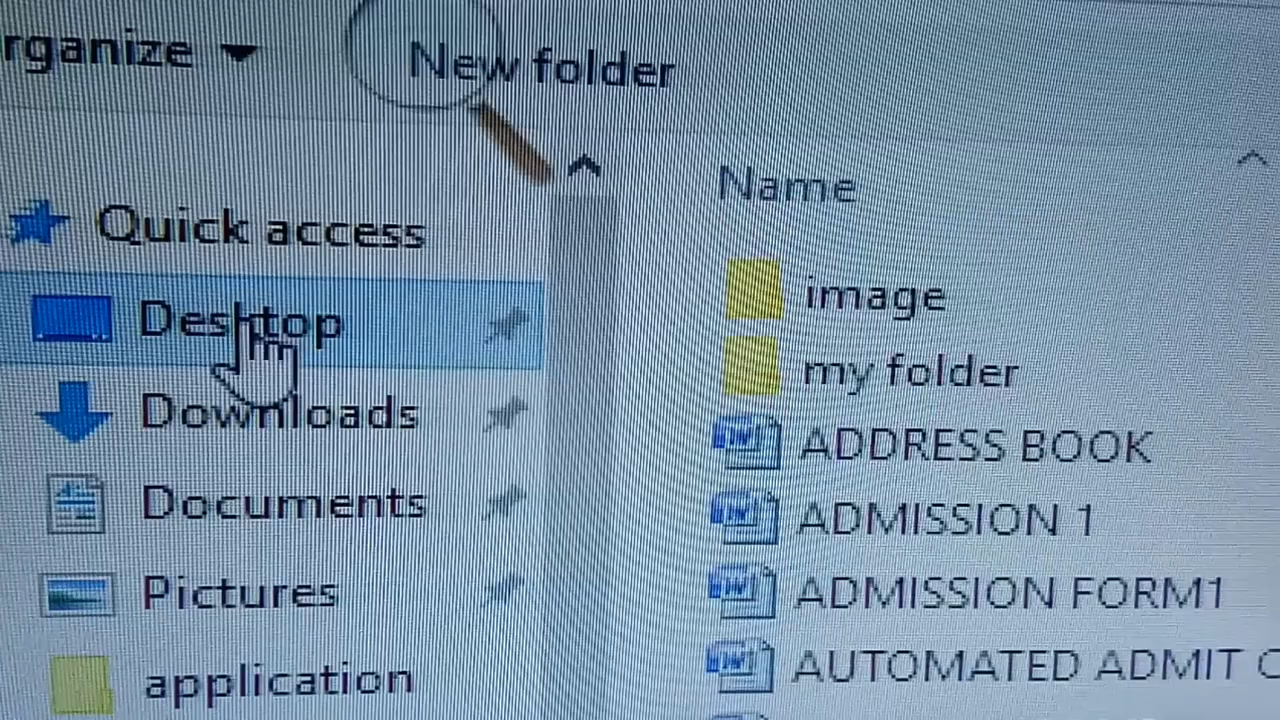 rganize
New folder
Quick access
Desktop
Downloads
Documents
Pictures
application
Name
image
my folder
ADDRESS BOOK
ADMISSION 1
ADMISSION FORM1
AUTOMATED ADMIT